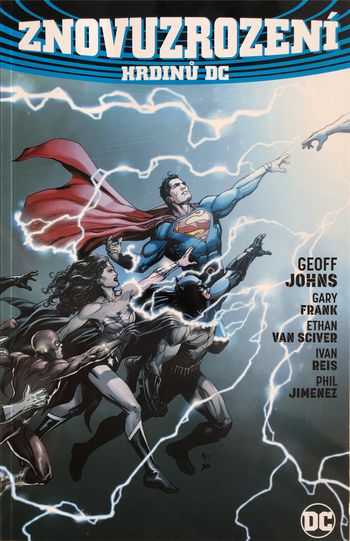 ZNOVUZROZENÍ
HRDINŮ DC
GEOFF
JOHNS
GARY
FRANK
ETHAN
VAN SCIVER
IVAN
REIS
PHIL
JIMENEZ
DC